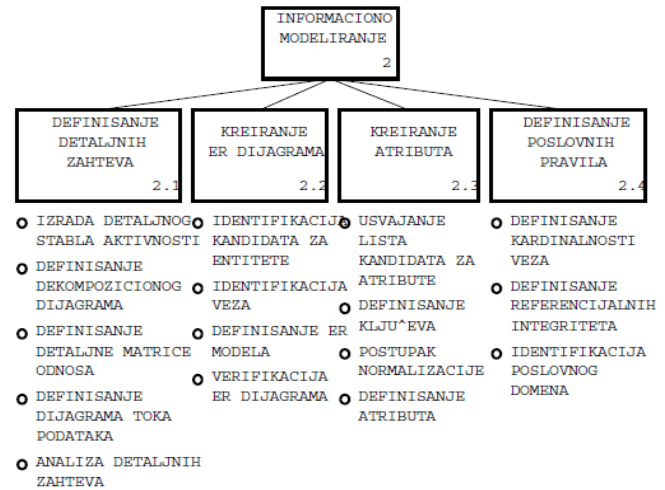 INFORMACIONO
MODELIRANJE
2
DEFINISANJE
DETALJNIH
ZAHTEVA
2.1
KREIRANJE
ER DIJAGRAMA
2.2
KREIRANJE
ATRIBUTA
2.3
DEFINISANJE
POSLOVNIH
PRAVILA
2.4
IZRADA DETALJNOG
STABLA AKTIVNOSTI
DEFINISANJE
DEKOMPOZICIONOG
DIJAGRAMA
DEFINISANJE
DETALJNE MATRICE
ODNOSA
DEFINISANJE
DIJAGRAMA TOKA
PODATAKA
ANALIZA DETALJNIH
ZAHTEVA
IDENTIFIKACIJA
KANDIDATA ZA
ENTITETE
IDENTIFIKACIJA
VEZA
DEFINISANJE ER
MODELA
VERIFIKACIJA
ER DIJAGRAMA
USVAJANJE
LISTA
KANDIDATA ZA
ATRIBUTE
DEFINISANJE
KLJU^EVA
POSTUPAK
NORMALIZACIJE
DEFINISANJE
ATRIBUTA
DEFINISANJE
KARDINALNOSTI
VEZA
DEFINISANJE
REFERENCIJALNIH
INTEGRITETA
IDENTIFIKACIJA
POSLOVNOG
DOMENA